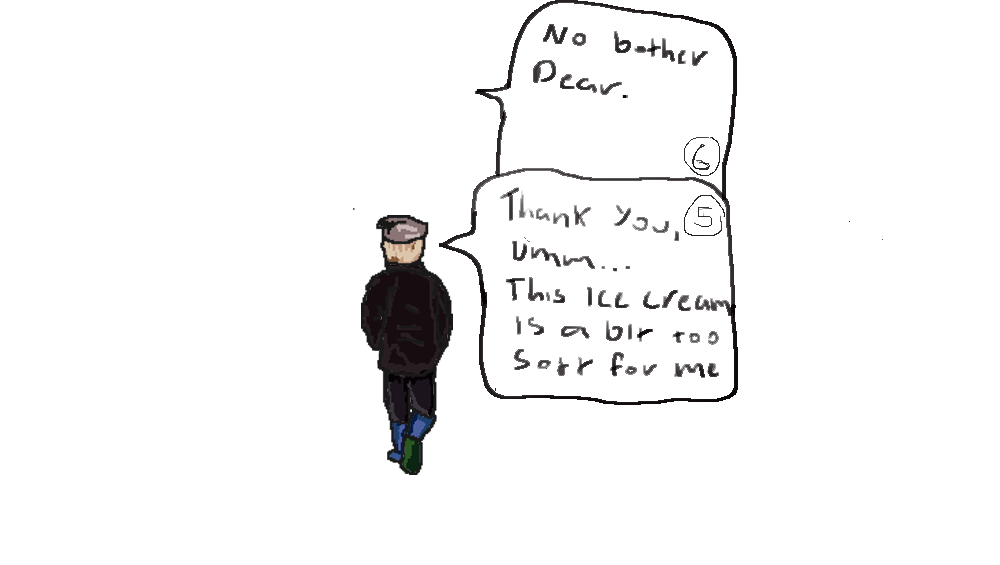 No bother
Dear.
6
Thank you, 5
Umm...
This Ice cream
is a bit too
Soft for me